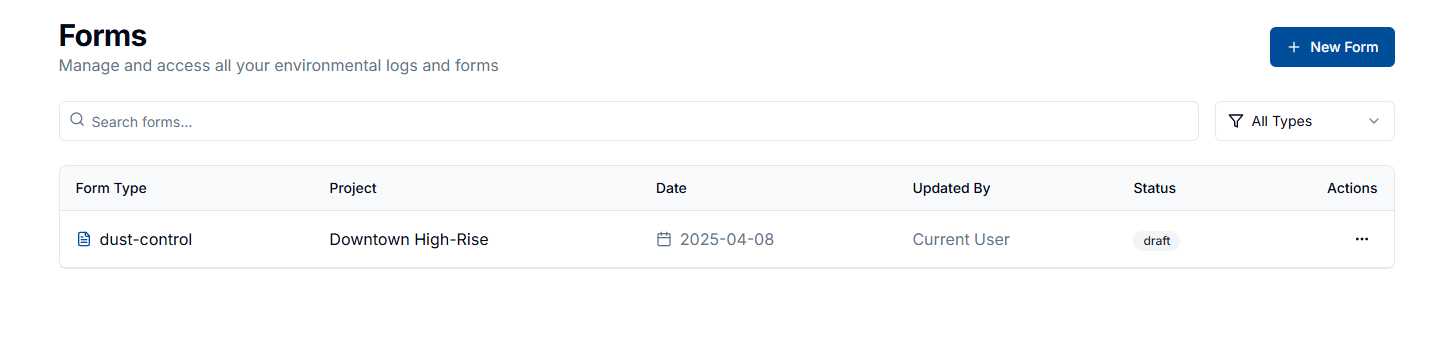 Forms
Manage and access all your environmental logs and forms
+ New Form
Search forms...
All Types
Form Type Project Date Updated By Status Actions
dust-control Downtown High-Rise 2025-04-08 Current User draft ···